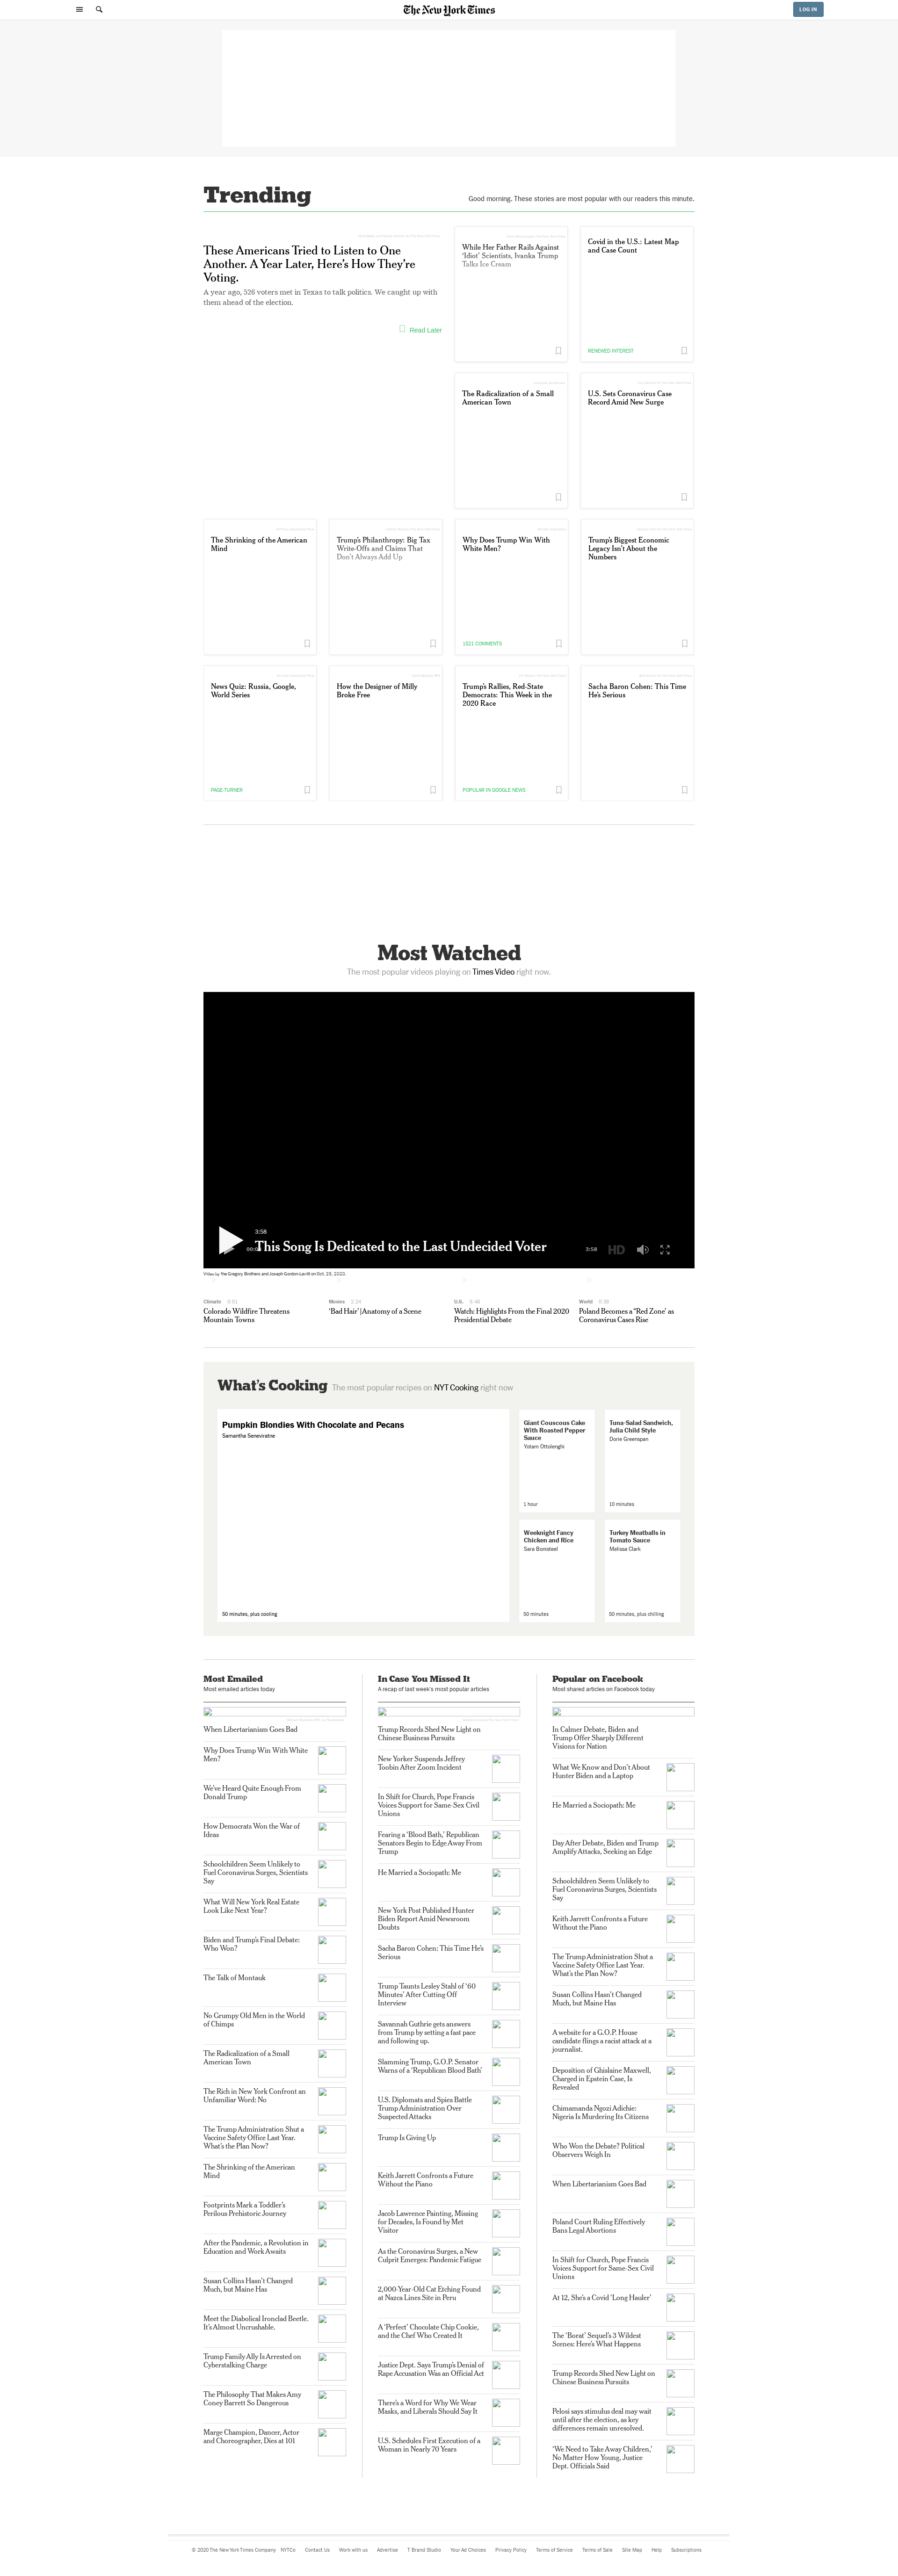 The New York Times
LOG IN
Trending
Good morning. These stories are most popular with our readers this minute.
These Americans Tried to Listen to One
Another. A Year Later, Here's How They're
Voting.
A year ago, 526 voters met in Texas to talk politics. We caught up with
them ahead of the election.
Read Later
While Her Father Rails Against
'Idiot' Scientists, Ivanka Trump
Talks Ice Cream
Covid in the U.S.: Latest Map
and Case Count
RENEWED INTEREST
The Radicalization of a Small
American Town
U.S. Sets Coronavirus Case
Record Amid New Surge
The Shrinking of the American
Mind
Trump's Philanthropy: Big Tax
Write-Offs and Claims That
Don't Always Add Up
Why Does Trump Win With
White Men?
1521 COMMENTS
Trump's Biggest Economic
Legacy Isn't About the
Numbers
News Quiz: Russia, Google,
World Series
PAGE-TURNER
How the Designer of Milly
Broke Free
Trump's Rallies, Red-State
Democrats: This Week in the
2020 Race
POPULAR IN GOOGLE NEWS
Sacha Baron Cohen: This Time
He's Serious
Most Watched
The most popular videos playing on Times Video right now.
3:58
This Song Is Dedicated to the Last Undecided Voter
3:58
HD
Video by the Gregory Brothers and Joseph Gordon-Levitt on Oct. 23, 2020.
Climate 0:51
Colorado Wildfire Threatens
Mountain Towns
Movies 2:24
'Bad Hair' | Anatomy of a Scene
U.S. 5:48
Watch: Highlights From the Final 2020
Presidential Debate
World 0:36
Poland Becomes a "Red Zone' as
Coronavirus Cases Rise
What's Cooking The most popular recipes on NYT Cooking right now
Pumpkin Blondies With Chocolate and Pecans
Samantha Seneviratne
50 minutes, plus cooling
Giant Couscous Cake
With Roasted Pepper
Sauce
Yotam Ottolenghi
1 hour
Tuna-Salad Sandwich,
Julia Child Style
Dorie Greenspan
10 minutes
Weeknight Fancy
Chicken and Rice
Sara Bonisteel
50 minutes
Turkey Meatballs in
Tomato Sauce
Melissa Clark
50 minutes, plus chilling
Most Emailed
Most emailed articles today
When Libertarianism Goes Bad
Why Does Trump Win With White
Men?
We've Heard Quite Enough From
Donald Trump
How Democrats Won the War of
Ideas
Schoolchildren Seem Unlikely to
Fuel Coronavirus Surges, Scientists
Say
What Will New York Real Estate
Look Like Next Year?
Biden and Trump's Final Debate:
Who Won?
The Talk of Montauk
No Grumpy Old Men in the World
of Chimps
The Radicalization of a Small
American Town
The Rich in New York Confront an
Unfamiliar Word: No
The Trump Administration Shut a
Vaccine Safety Office Last Year.
What's the Plan Now?
The Shrinking of the American
Mind
Footprints Mark a Toddler's
Perilous Prehistoric Journey
After the Pandemic, a Revolution in
Education and Work Awaits
Susan Collins Hasn't Changed
Much, but Maine Has
Meet the Diabolical Ironclad Beetle.
It's Almost Uncrushable.
Trump Family Ally Is Arrested on
Cyberstalking Charge
The Philosophy That Makes Amy
Coney Barrett So Dangerous
Marge Champion, Dancer, Actor
and Choreographer, Dies at 101
In Case You Missed It
A recap of last week's most popular articles
Trump Records Shed New Light on
Chinese Business Pursuits
New Yorker Suspends Jeffrey
Toobin After Zoom Incident
In Shift for Church, Pope Francis
Voices Support for Same-Sex Civil
Unions
Fearing a 'Blood Bath,' Republican
Senators Begin to Edge Away From
Trump
He Married a Sociopath: Me
New York Post Published Hunter
Biden Report Amid Newsroom
Doubts
Sacha Baron Cohen: This Time He's
Serious
Trump Taunts Lesley Stahl of '60
Minutes' After Cutting Off
Interview
Savannah Guthrie gets answers
from Trump by setting a fast pace
and following up.
Slamming Trump, G.O.P. Senator
Warns of a 'Republican Blood Bath'
U.S. Diplomats and Spies Battle
Trump Administration Over
Suspected Attacks
Trump Is Giving Up
Keith Jarrett Confronts a Future
Without the Piano
Jacob Lawrence Painting, Missing
for Decades, Is Found by Met
Visitor
As the Coronavirus Surges, a New
Culprit Emerges: Pandemic Fatigue
2,000-Year-Old Cat Etching Found
at Nazca Lines Site in Peru
A 'Perfect' Chocolate Chip Cookie,
and the Chef Who Created It
Justice Dept. Says Trump's Denial of
Rape Accusation Was an Official Act
There's a Word for Why We Wear
Masks, and Liberals Should Say It
U.S. Schedules First Execution of a
Woman in Nearly 70 Years
Popular on Facebook
Most shared articles on Facebook today
In Calmer Debate, Biden and
Trump Offer Sharply Different
Visions for Nation
What We Know and Don't About
Hunter Biden and a Laptop
He Married a Sociopath: Me
Day After Debate, Biden and Trump
Amplify Attacks, Seeking an Edge
Schoolchildren Seem Unlikely to
Fuel Coronavirus Surges, Scientists
Say
Keith Jarrett Confronts a Future
Without the Piano
The Trump Administration Shut a
Vaccine Safety Office Last Year.
What's the Plan Now?
Susan Collins Hasn't Changed
Much, but Maine Has
A website for a G.O.P. House
candidate flings a racist attack at a
journalist.
Deposition of Ghislaine Maxwell,
Charged in Epstein Case, Is
Revealed
Chimamanda Ngozi Adichie:
Nigeria Is Murdering Its Citizens
Who Won the Debate? Political
Observers Weigh In
When Libertarianism Goes Bad
Poland Court Ruling Effectively
Bans Legal Abortions
In Shift for Church, Pope Francis
Voices Support for Same-Sex Civil
Unions
At 12, She's a Covid 'Long Hauler'
The 'Borat' Sequel's 3 Wildest
Scenes: Here's What Happens
Trump Records Shed New Light on
Chinese Business Pursuits
Pelosi says stimulus deal may wait
until after the election, as key
differences remain unresolved.
'We Need to Take Away Children,'
No Matter How Young, Justice
Dept. Officials Said
© 2020 The New York Times Company NYTCo Contact Us Work with us Advertise T Brand Studio Your Ad Choices Privacy Policy Terms of Service Terms of Sale Site Map Help Subscriptions